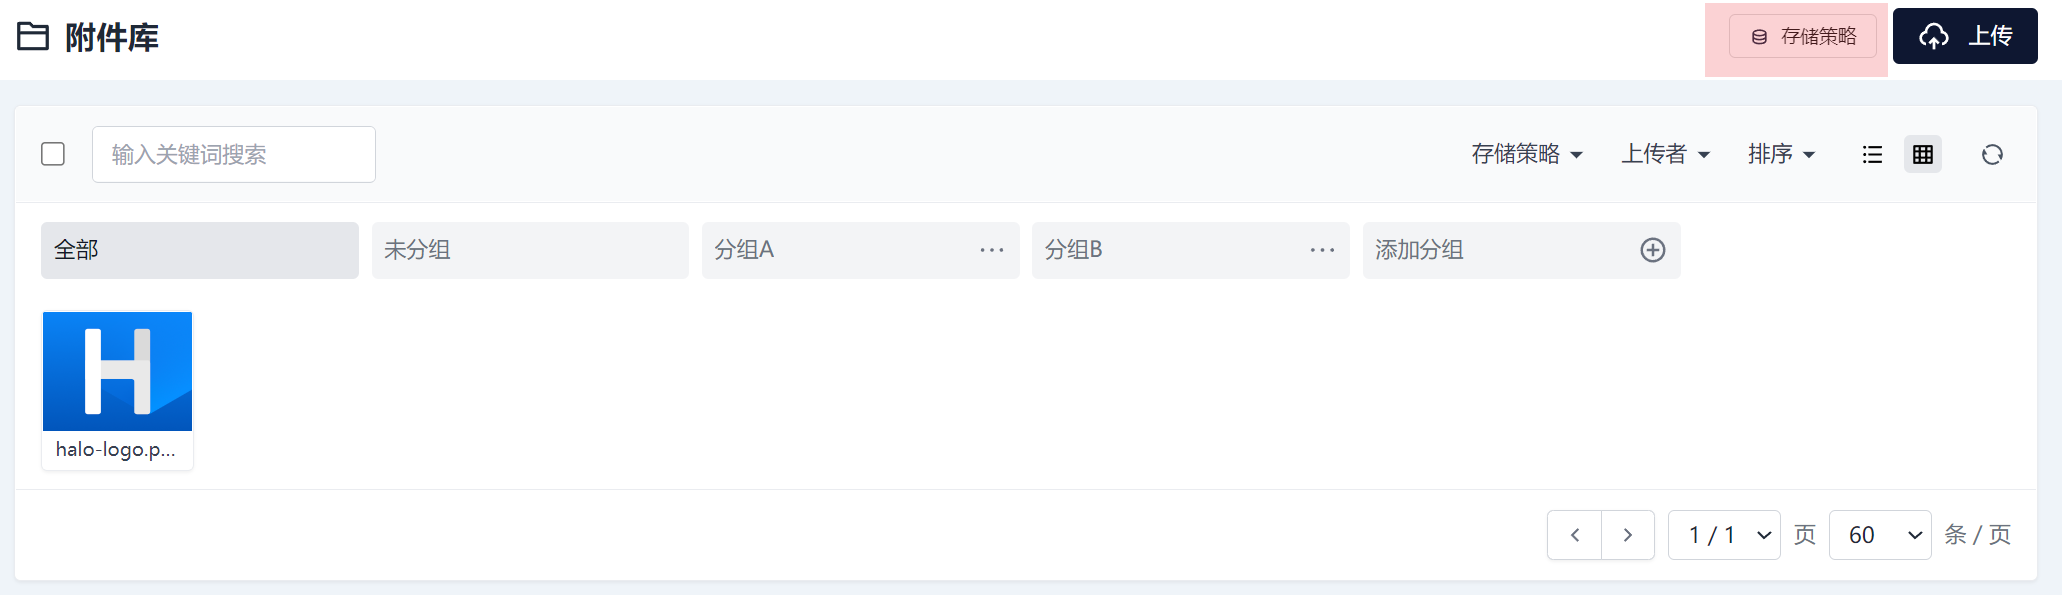 附件库
存储策略
上传
输入关键词搜索
存储策略
上传者
排序
全部
未分组
分组A
分组B
添加分组
halo-logo.p...
1 / 1
页
60
条 / 页